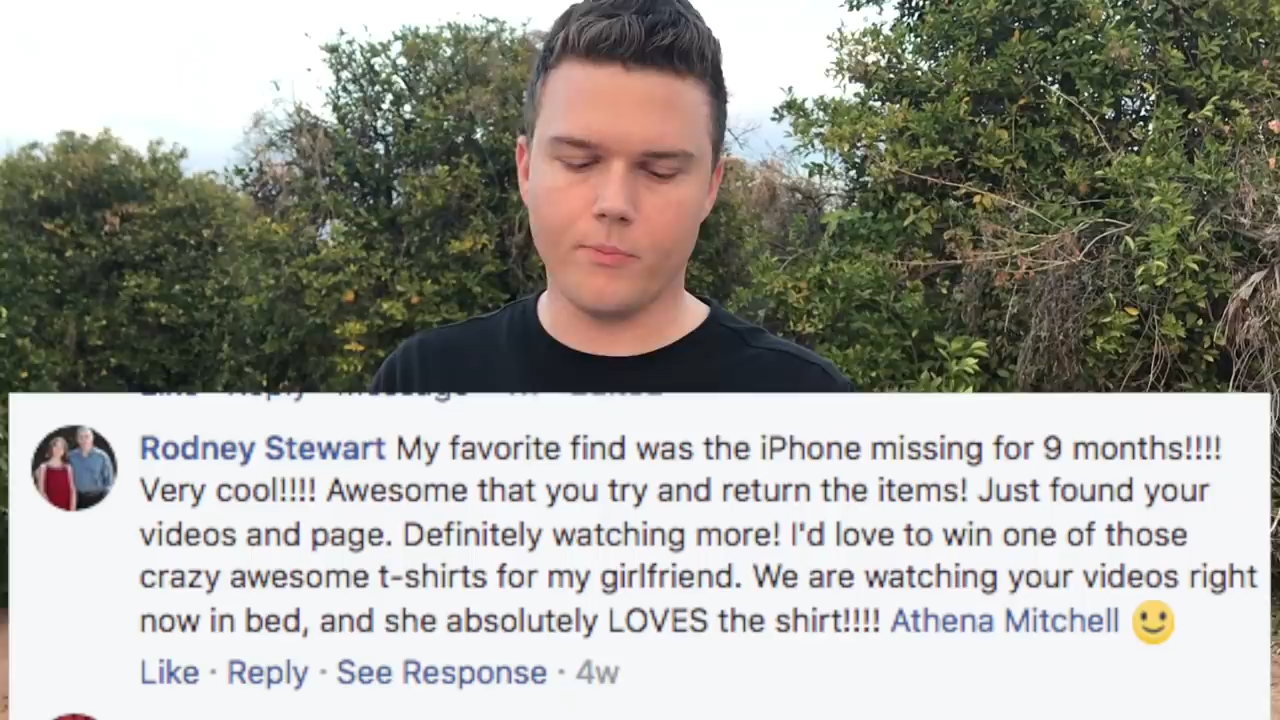 Rodney Stewart My favorite find was the iPhone missing for 9 months!!!!
Very cool!!!! Awesome that you try and return the items! Just found your
videos and page. Definitely watching more! I'd love to win one of those
crazy awesome t-shirts for my girlfriend. We are watching your videos right
now in bed, and she absolutely LOVES the shirt!!!! Athena Mitchell 🙂
Like · Reply · See Response · 4w